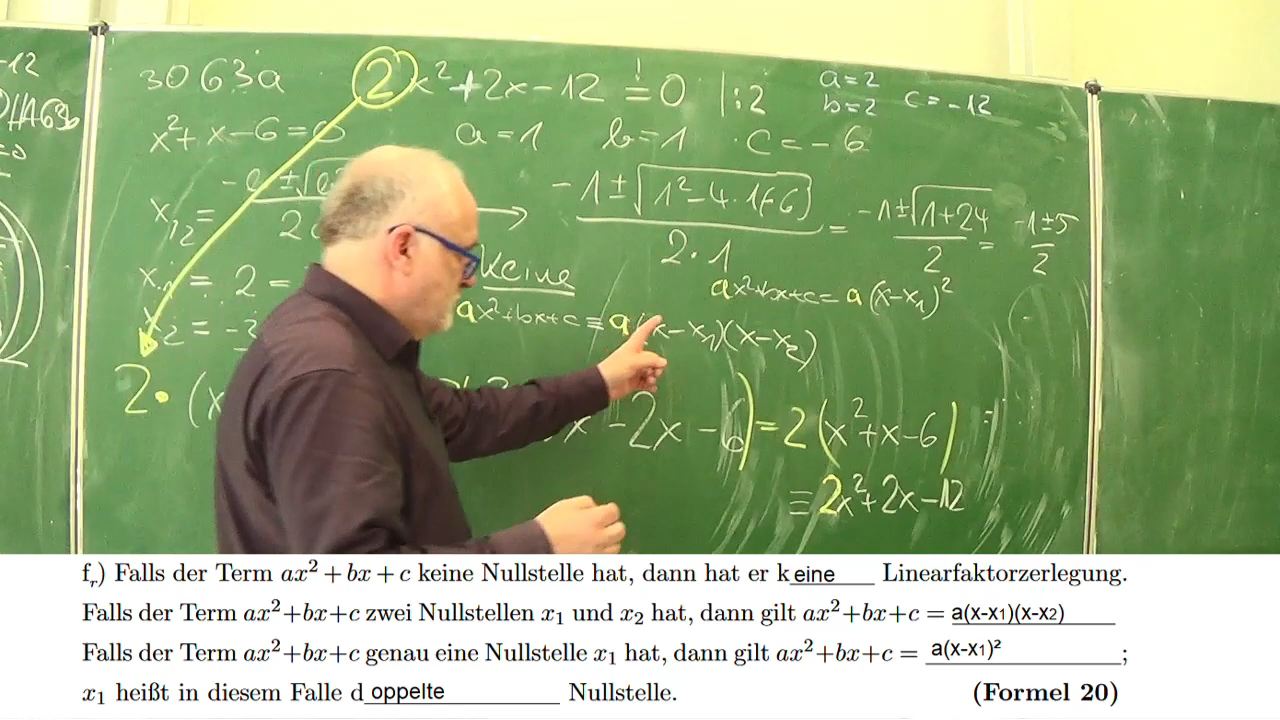 -12
3063a
2x² + 2x - 12 = 0 | : 2
!
a = 2
b = 2
c = -12
x² + x - 6 = 0
a = 1
b = 1
c = -6
x₁₂ =
-1 ± √1² - 4 · 1(-6) / 2 · 1 = -1 ± √1 + 24 / 2 = -1 ± 5 / 2
x₁ = 2 =
keine
ax² + bx + c = a(x - x₁)²
x₂ = -3
ax² + bx + c ≡ a(x - x₁)(x - x₂)
2 · (x
- 2x - 6) = 2(x² + x - 6)
≡ 2x² + 2x - 12
fᵣ) Falls der Term ax² + bx + c keine Nullstelle hat, dann hat er keine Linearfaktorzerlegung.
Falls der Term ax²+bx+c zwei Nullstellen x₁ und x₂ hat, dann gilt ax²+bx+c = a(x-x₁)(x-x₂)
Falls der Term ax²+bx+c genau eine Nullstelle x₁ hat, dann gilt ax²+bx+c = a(x-x₁)² ;
x₁ heißt in diesem Falle doppelte Nullstelle. (Formel 20)